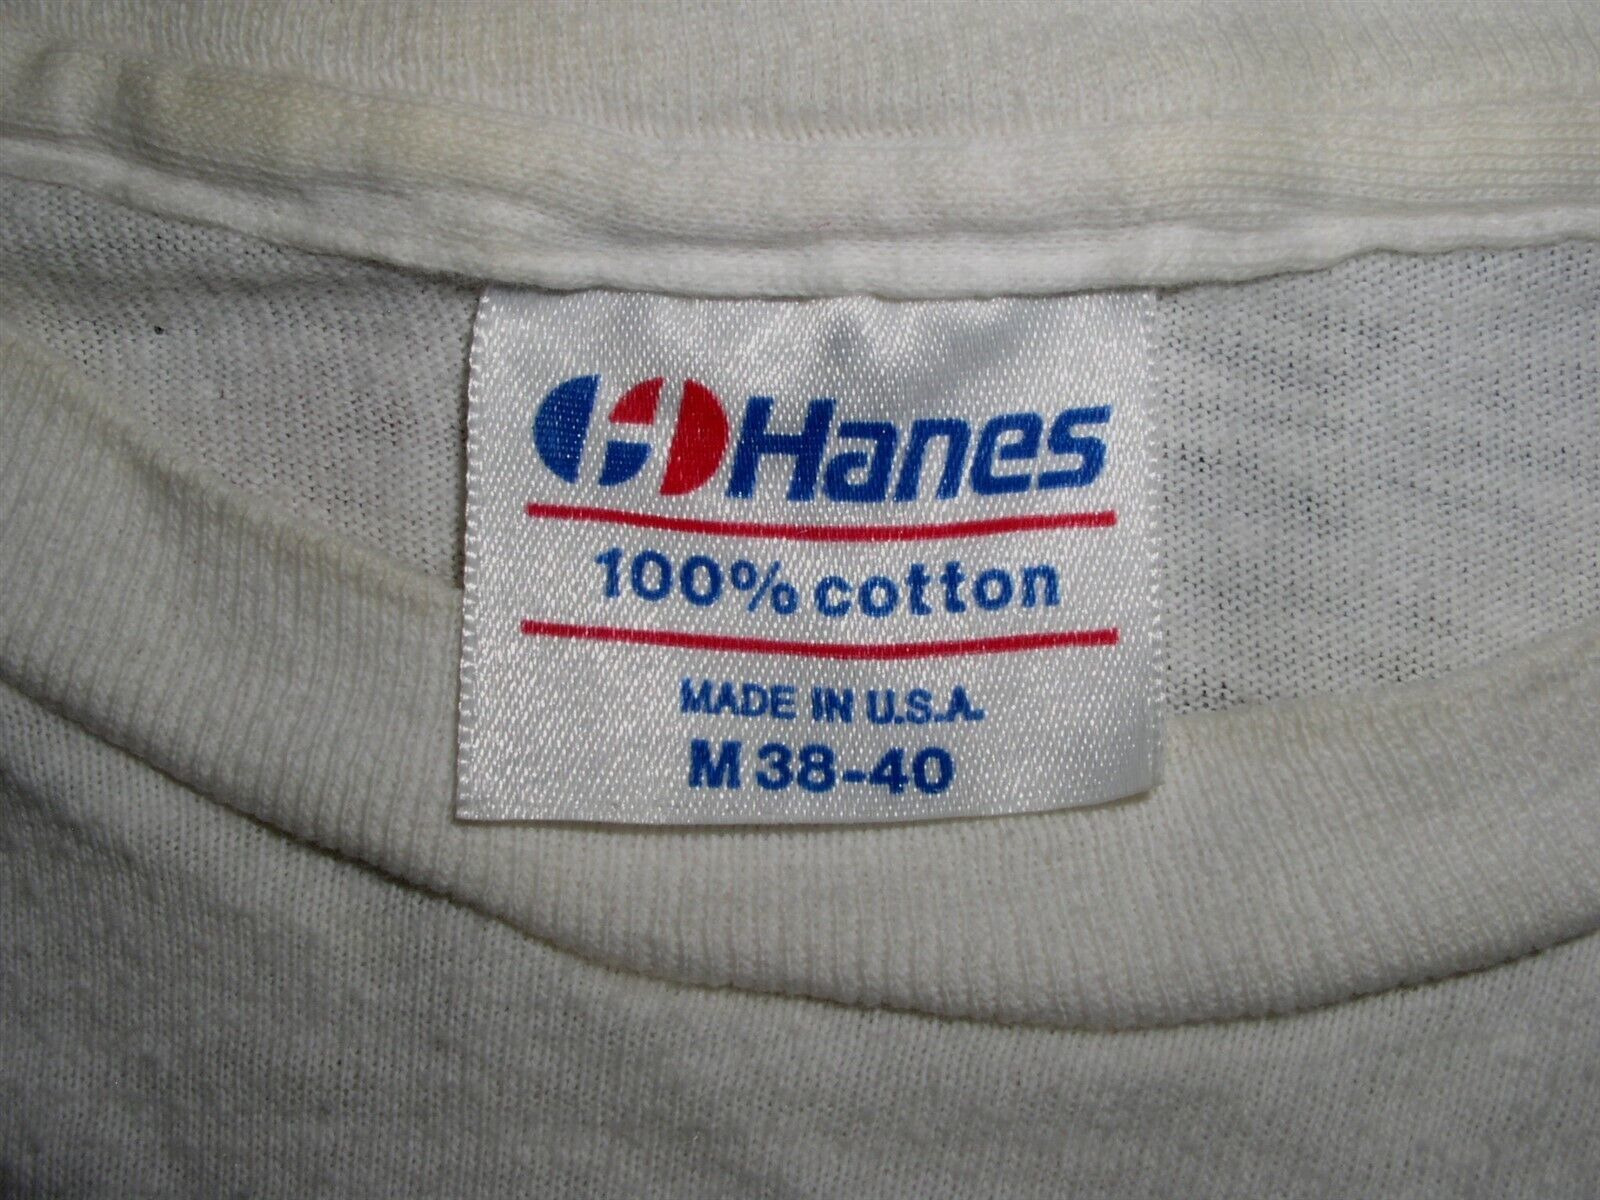 Hanes
100% cotton
MADE IN U.S.A.
M 38-40